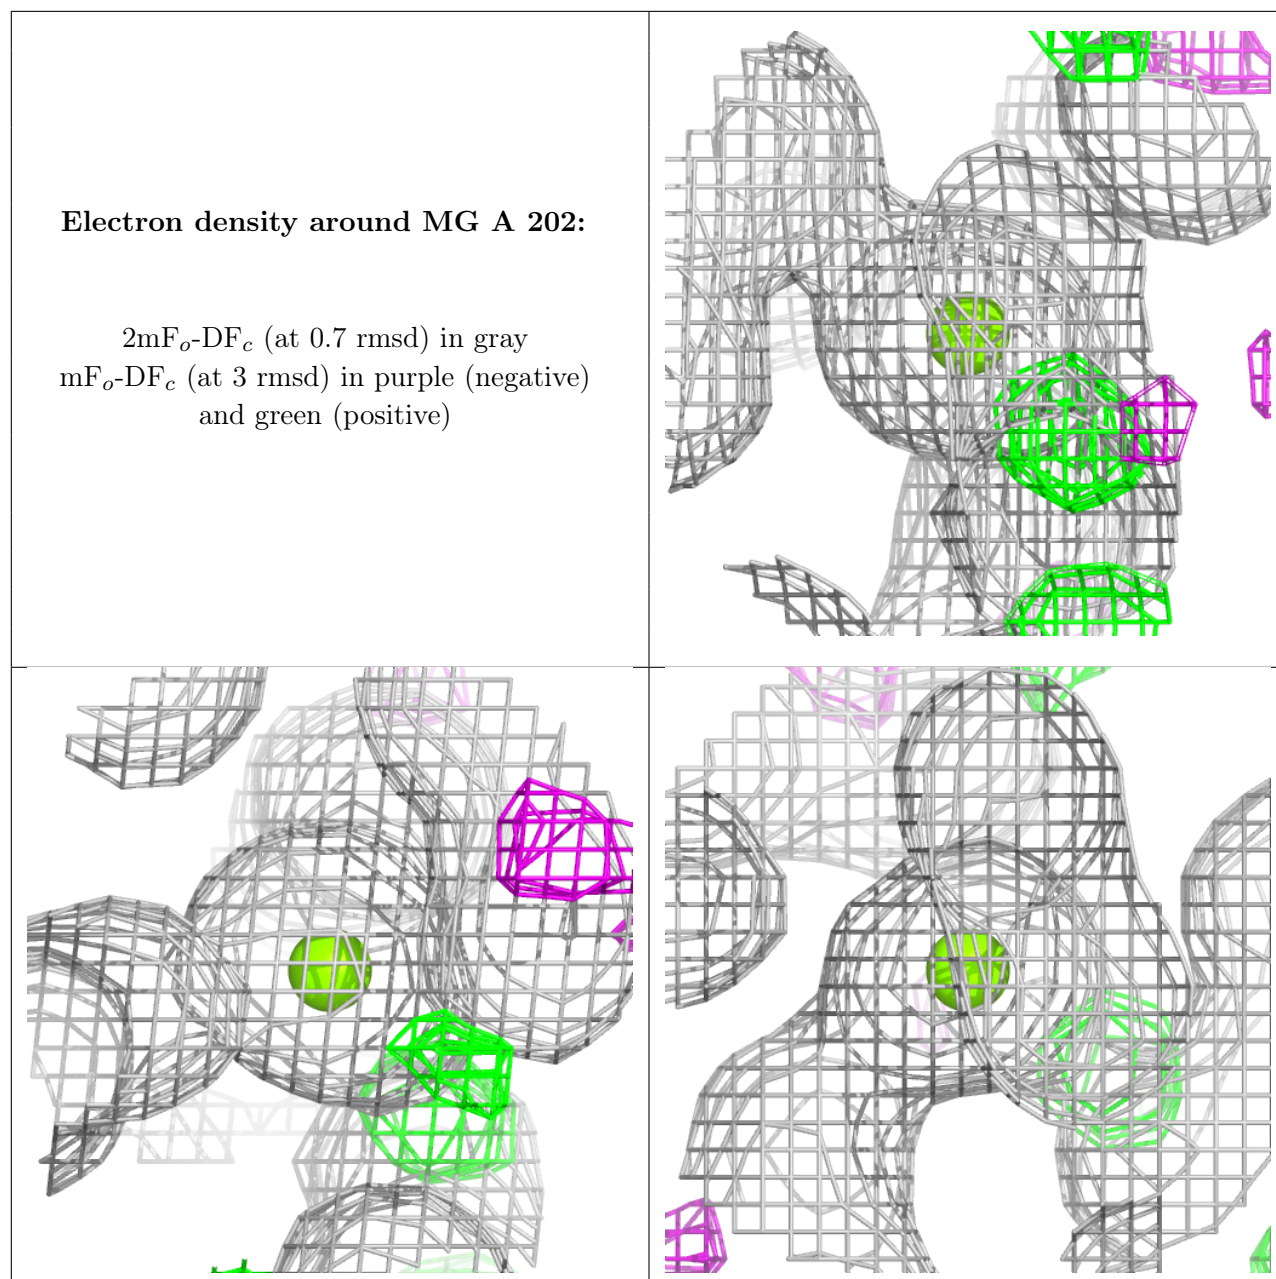 Electron density around MG A 202:
2mFo-DFc (at 0.7 rmsd) in gray
mFo-DFc (at 3 rmsd) in purple (negative)
and green (positive)